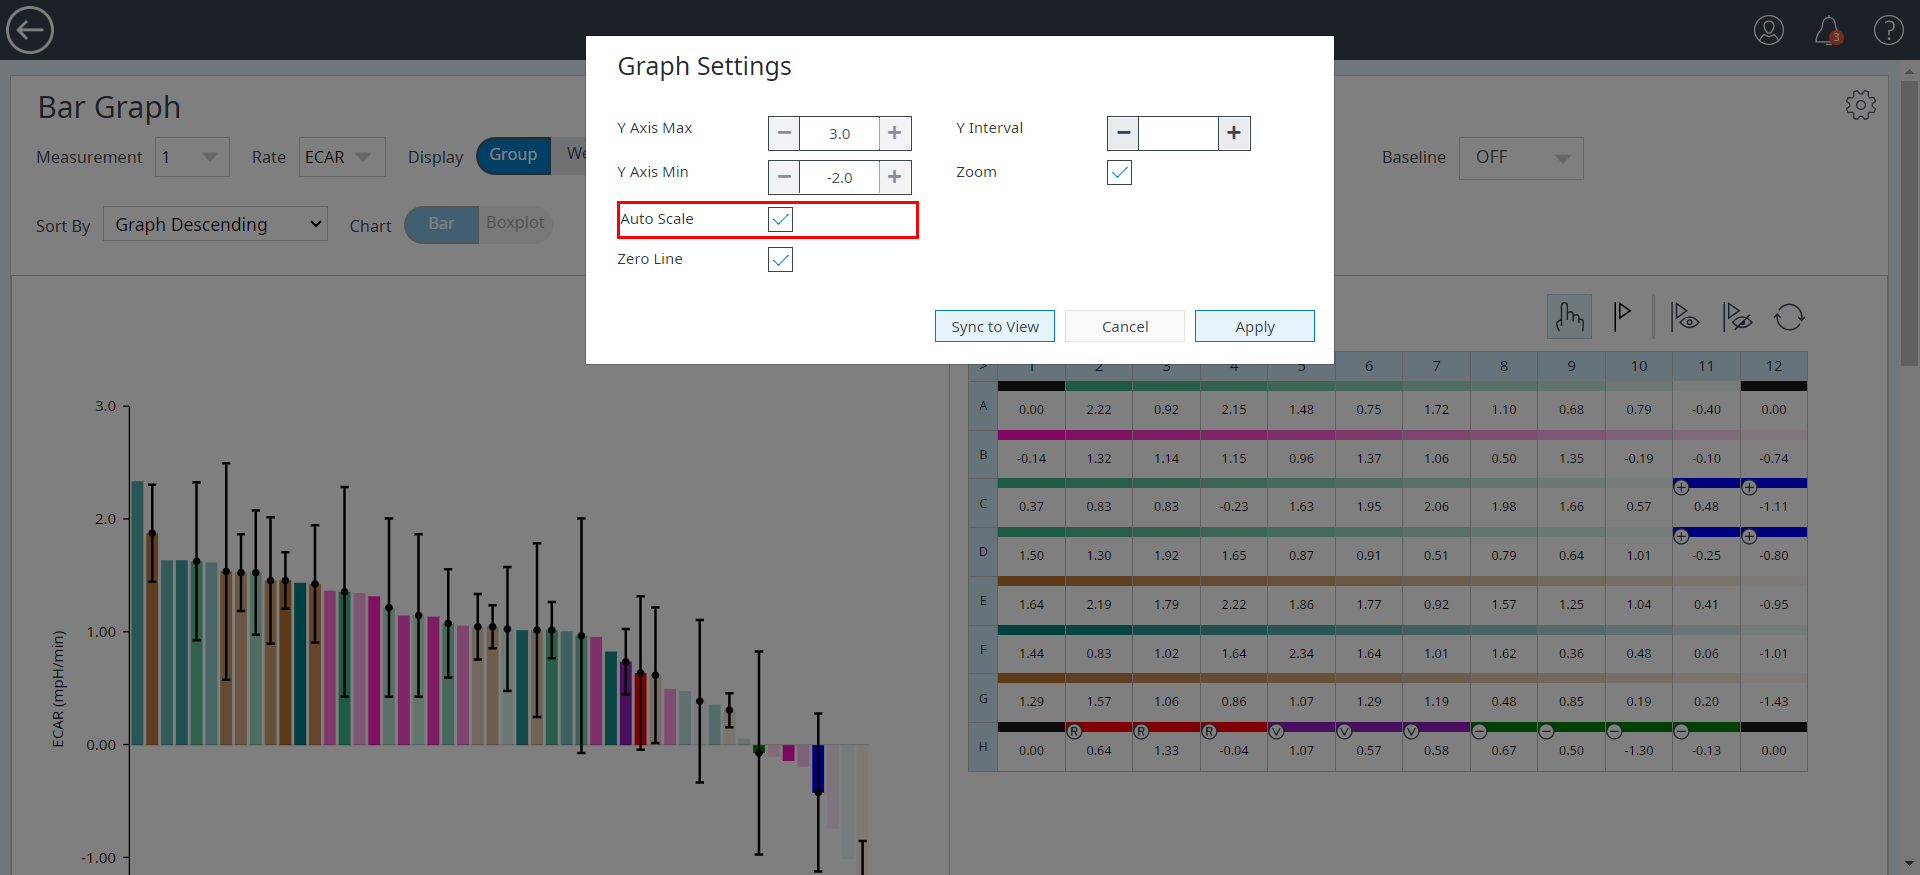 3
Graph Settings
Y Axis Max
3.0
Y Interval
Y Axis Min
-2.0
Zoom
Auto Scale
Zero Line
Sync to View
Cancel
Apply
Bar Graph
Measurement 1 Rate ECAR Display Group We
Baseline OFF
Sort By Graph Descending Chart Bar Boxplot
3.0
2.0
1.00
0.00
-1.00
ECAR (mpH/min)
> 1 2 3 4 5 6 7 8 9 10 11 12
A 0.00 2.22 0.92 2.15 1.48 0.75 1.72 1.10 0.68 0.79 -0.40 0.00
B -0.14 1.32 1.14 1.15 0.96 1.37 1.06 0.50 1.35 -0.19 -0.10 -0.74
C 0.37 0.83 0.83 -0.23 1.63 1.95 2.06 1.98 1.66 0.57 0.48 -1.11
D 1.50 1.30 1.92 1.65 0.87 0.91 0.51 0.79 0.64 1.01 -0.25 -0.80
E 1.64 2.19 1.79 2.22 1.86 1.77 0.92 1.57 1.25 1.04 0.41 -0.95
F 1.44 0.83 1.02 1.64 2.34 1.64 1.01 1.62 0.36 0.48 0.06 -1.01
G 1.29 1.57 1.06 0.86 1.07 1.29 1.19 0.48 0.85 0.19 0.20 -1.43
R R R V V V
H 0.00 0.64 1.33 -0.04 1.07 0.57 0.58 0.67 0.50 -1.30 -0.13 0.00